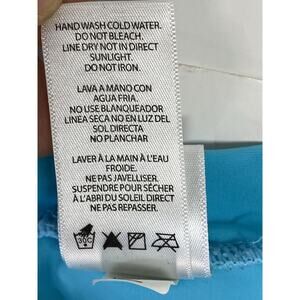 HAND WASH COLD WATER.
DO NOT BLEACH.
LINE DRY NOT IN DIRECT
SUNLIGHT.
DO NOT IRON.
LAVA A MANO CON
AGUA FRIA.
NO USE BLANQUEADOR
LINEA SECA NO EN LUZ DEL
SOL DIRECTA
NO PLANCHAR
LAVER À LA MAIN À L'EAU
FROIDE.
NE PAS JAVELLISER.
SUSPENDRE POUR SÉCHER
À L'ABRI DU SOLEIL DIRECT
NE PAS REPASSER.
30C